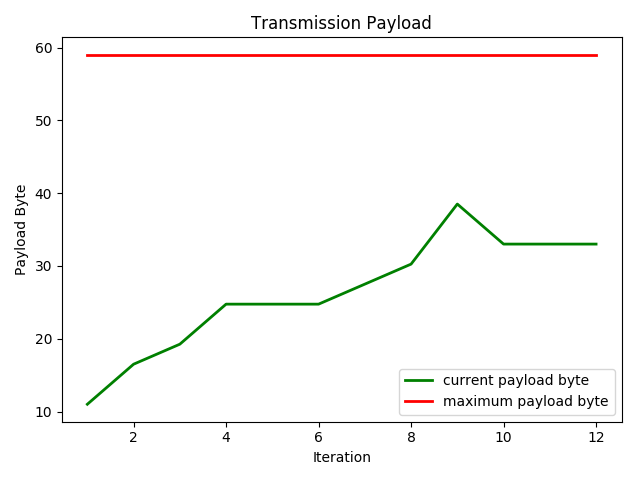 Transmission Payload
60
50
40
30
20
10
Payload Byte
current payload byte
maximum payload byte
2 4 6 8 10 12
Iteration